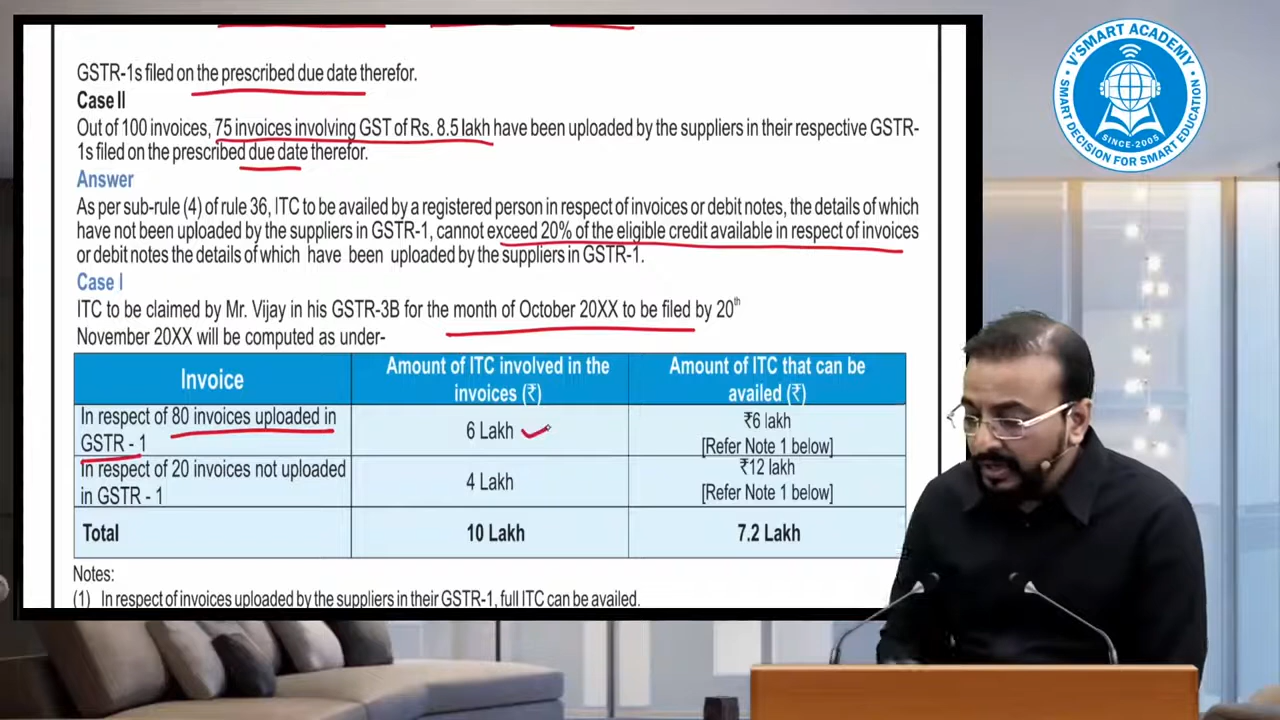 GSTR-1s filed on the prescribed due date therefor.
Case II
Out of 100 invoices, 75 invoices involving GST of Rs. 8.5 lakh have been uploaded by the suppliers in their respective GSTR-
1s filed on the prescribed due date therefor.
Answer
As per sub-rule (4) of rule 36, ITC to be availed by a registered person in respect of invoices or debit notes, the details of which
have not been uploaded by the suppliers in GSTR-1, cannot exceed 20% of the eligible credit available in respect of invoices
or debit notes the details of which have been uploaded by the suppliers in GSTR-1.
Case I
ITC to be claimed by Mr. Vijay in his GSTR-3B for the month of October 20XX to be filed by 20th
November 20XX will be computed as under-
Invoice
Amount of ITC involved in the
invoices (₹)
Amount of ITC that can be
availed (₹)
In respect of 80 invoices uploaded in
GSTR - 1
6 Lakh
₹6 lakh
[Refer Note 1 below]
In respect of 20 invoices not uploaded
in GSTR - 1
4 Lakh
₹12 lakh
[Refer Note 1 below]
Total
10 Lakh
7.2 Lakh
Notes:
(1) In respect of invoices uploaded by the suppliers in their GSTR-1, full ITC can be availed.
V'SMART ACADEMY
SMART DECISION FOR SMART EDUCATION
SINCE-2005